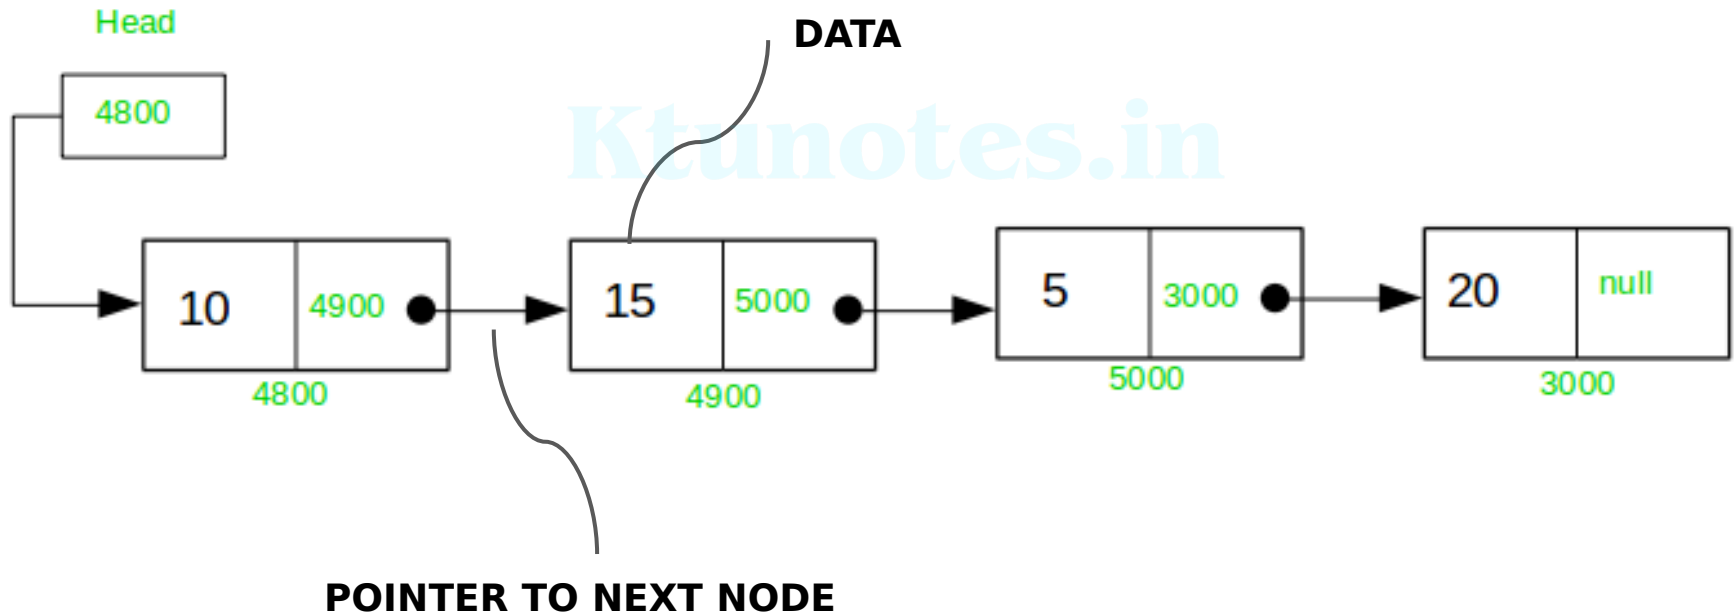 Head
DATA
4800
Ktunotes.in
10 4900 15 5000 5 3000 20 null
4800 4900 5000 3000
POINTER TO NEXT NODE